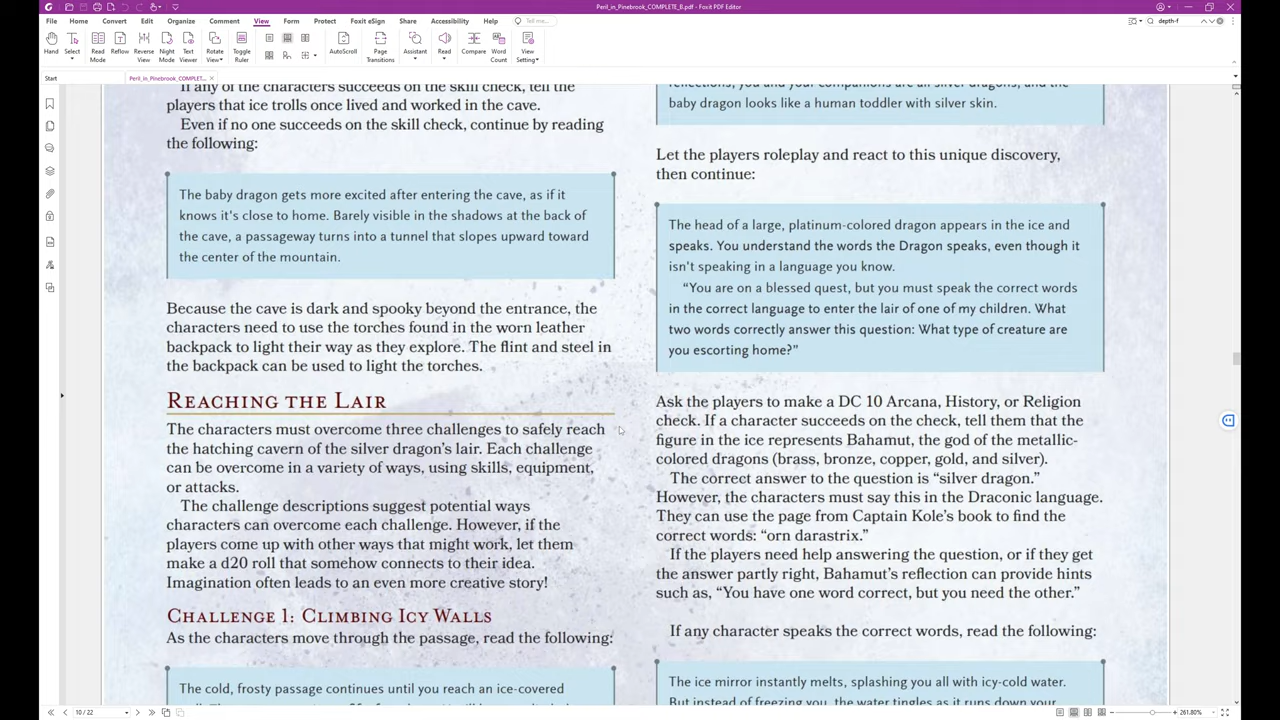 Peril_in_Pinebrook_COMPLETE_B.pdf - Foxit PDF Editor
File Home Convert Edit Organize Comment View Form Protect Foxit eSign Share Accessibility Help Tell me... depth-f
Hand Select Read Mode Reflow Reverse View Night Mode Text Viewer Rotate View Toggle Ruler AutoScroll Page Transitions Assistant Read Compare Word Count View Setting
Start Peril_in_Pinebrook_COMPLET...
If any of the characters succeeds on the skill check, tell the
players that ice trolls once lived and worked in the cave.
Even if no one succeeds on the skill check, continue by reading
the following:
The baby dragon gets more excited after entering the cave, as if it
knows it's close to home. Barely visible in the shadows at the back of
the cave, a passageway turns into a tunnel that slopes upward toward
the center of the mountain.
Because the cave is dark and spooky beyond the entrance, the
characters need to use the torches found in the worn leather
backpack to light their way as they explore. The flint and steel in
the backpack can be used to light the torches.
Reaching the Lair
The characters must overcome three challenges to safely reach
the hatching cavern of the silver dragon's lair. Each challenge
can be overcome in a variety of ways, using skills, equipment,
or attacks.
The challenge descriptions suggest potential ways
characters can overcome each challenge. However, if the
players come up with other ways that might work, let them
make a d20 roll that somehow connects to their idea.
Imagination often leads to an even more creative story!
Challenge 1: Climbing Icy Walls
As the characters move through the passage, read the following:
The cold, frosty passage continues until you reach an ice-covered
reflections, you and your companions are all silver dragons, and the
baby dragon looks like a human toddler with silver skin.
Let the players roleplay and react to this unique discovery,
then continue:
The head of a large, platinum-colored dragon appears in the ice and
speaks. You understand the words the Dragon speaks, even though it
isn't speaking in a language you know.
“You are on a blessed quest, but you must speak the correct words
in the correct language to enter the lair of one of my children. What
two words correctly answer this question: What type of creature are
you escorting home?”
Ask the players to make a DC 10 Arcana, History, or Religion
check. If a character succeeds on the check, tell them that the
figure in the ice represents Bahamut, the god of the metallic-
colored dragons (brass, bronze, copper, gold, and silver).
The correct answer to the question is “silver dragon.”
However, the characters must say this in the Draconic language.
They can use the page from Captain Kole's book to find the
correct words: “orn darastrix.”
If the players need help answering the question, or if they get
the answer partly right, Bahamut's reflection can provide hints
such as, “You have one word correct, but you need the other.”
If any character speaks the correct words, read the following:
The ice mirror instantly melts, splashing you all with icy-cold water.
But instead of freezing you, the water tingles as it runs down your
10 / 22 261.80%